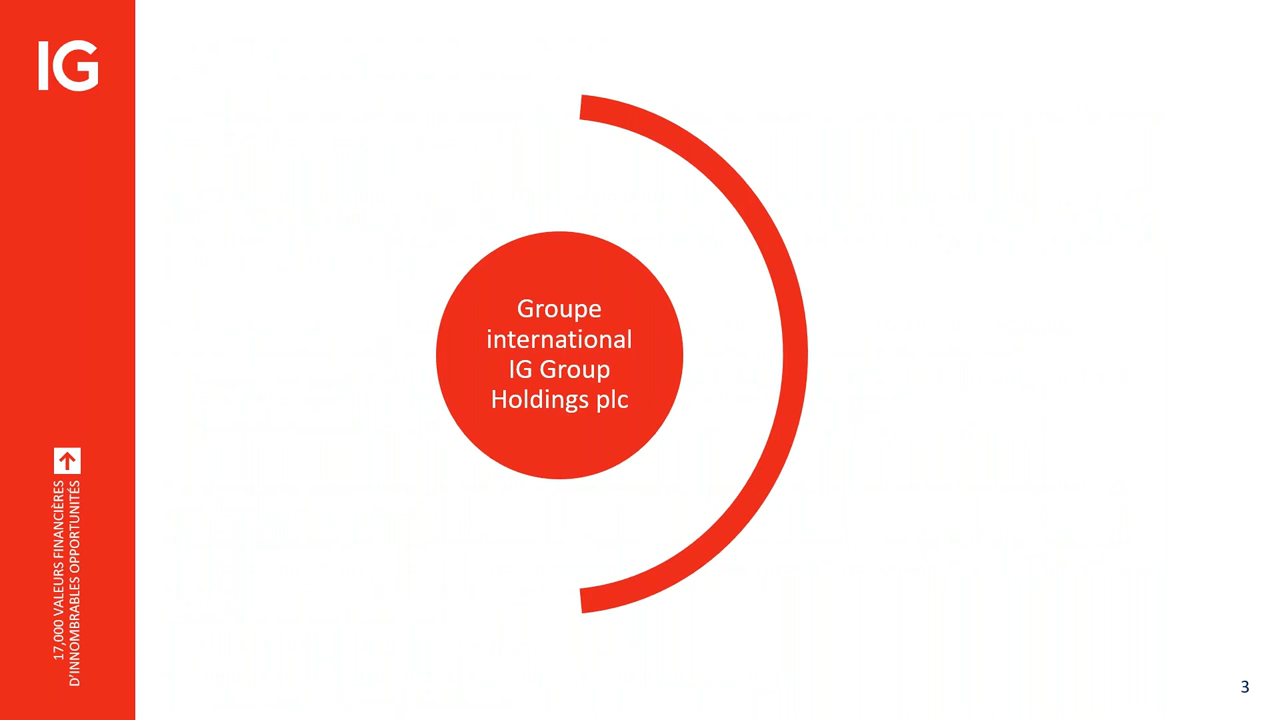 IG
Groupe
international
IG Group
Holdings plc
17,000 VALEURS FINANCIÈRES
D'INNOMBRABLES OPPORTUNITÉS
3